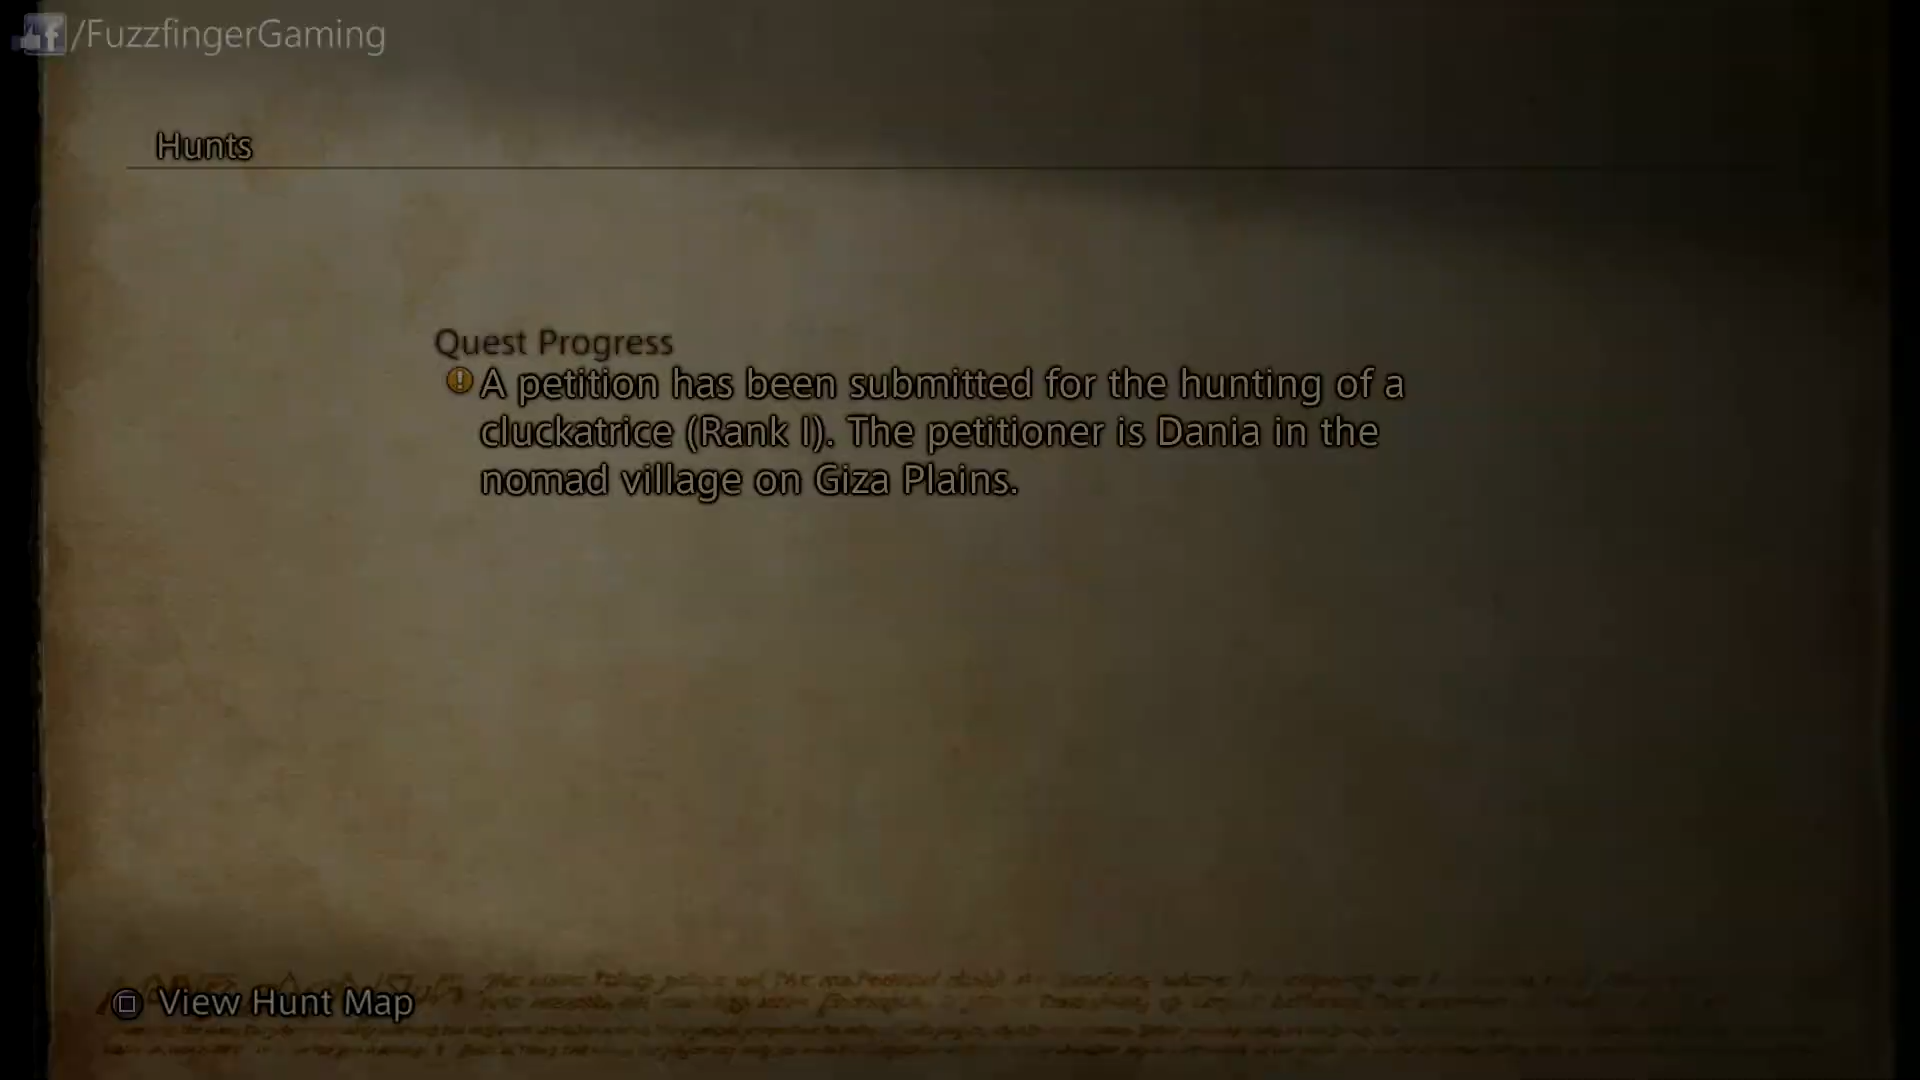 /FuzzfingerGaming
Hunts
Quest Progress
A petition has been submitted for the hunting of a
cluckatrice (Rank I). The petitioner is Dania in the
nomad village on Giza Plains.
View Hunt Map